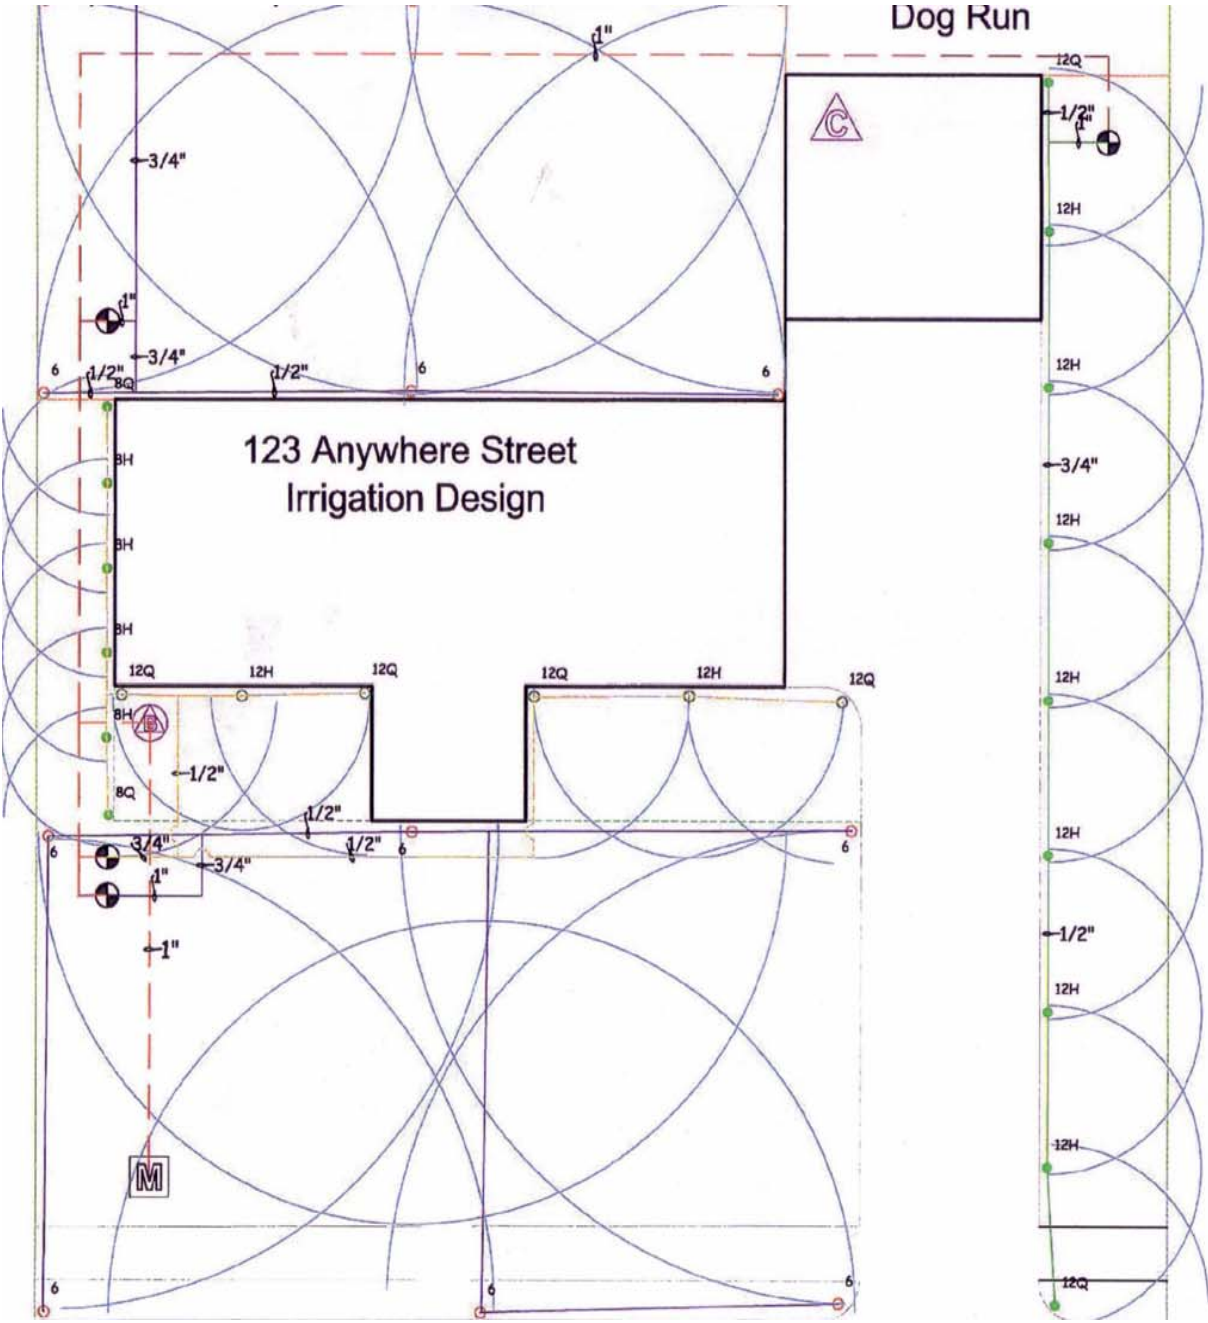 Dog Run
1"
12Q
C
1/2"
1"
3/4"
12H
1"
3/4"
12H
6
1/2"
8Q
1/2"
6
6
123 Anywhere Street
8H
3/4"
Irrigation Design
12H
8H
8H
12Q
12H
12Q
12Q
12H
12Q
12H
8H
B
1/2"
8Q
1/2"
6
3/4"
1/2"
6
6
12H
3/4"
1"
1/2"
1"
12H
12H
M
6
6
6
12Q